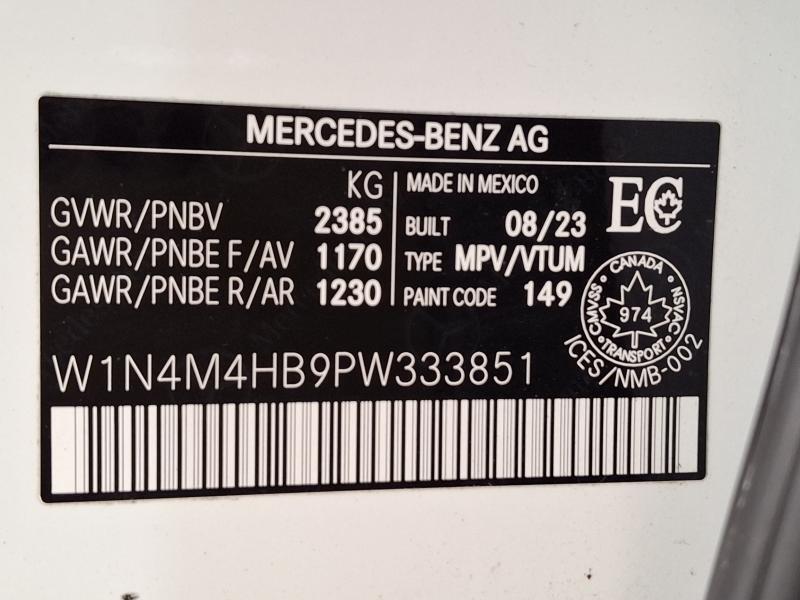 MERCEDES-BENZ AG
KG
GVWR/PNBV 2385
GAWR/PNBE F/AV 1170
GAWR/PNBE R/AR 1230
MADE IN MEXICO
BUILT 08/23
TYPE MPV/VTUM
PAINT CODE 149
EC
CANADA
CMVSS
NSVAC
974
TRANSPORT
ICES/NMB-002
W1N4M4HB9PW333851